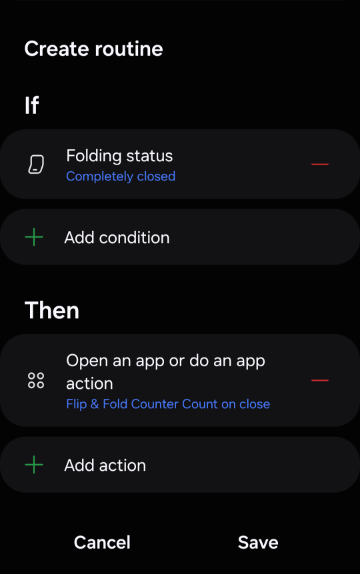 Create routine
If
Folding status
Completely closed
Add condition
Then
Open an app or do an app
action
Flip & Fold Counter Count on close
Add action
Cancel
Save